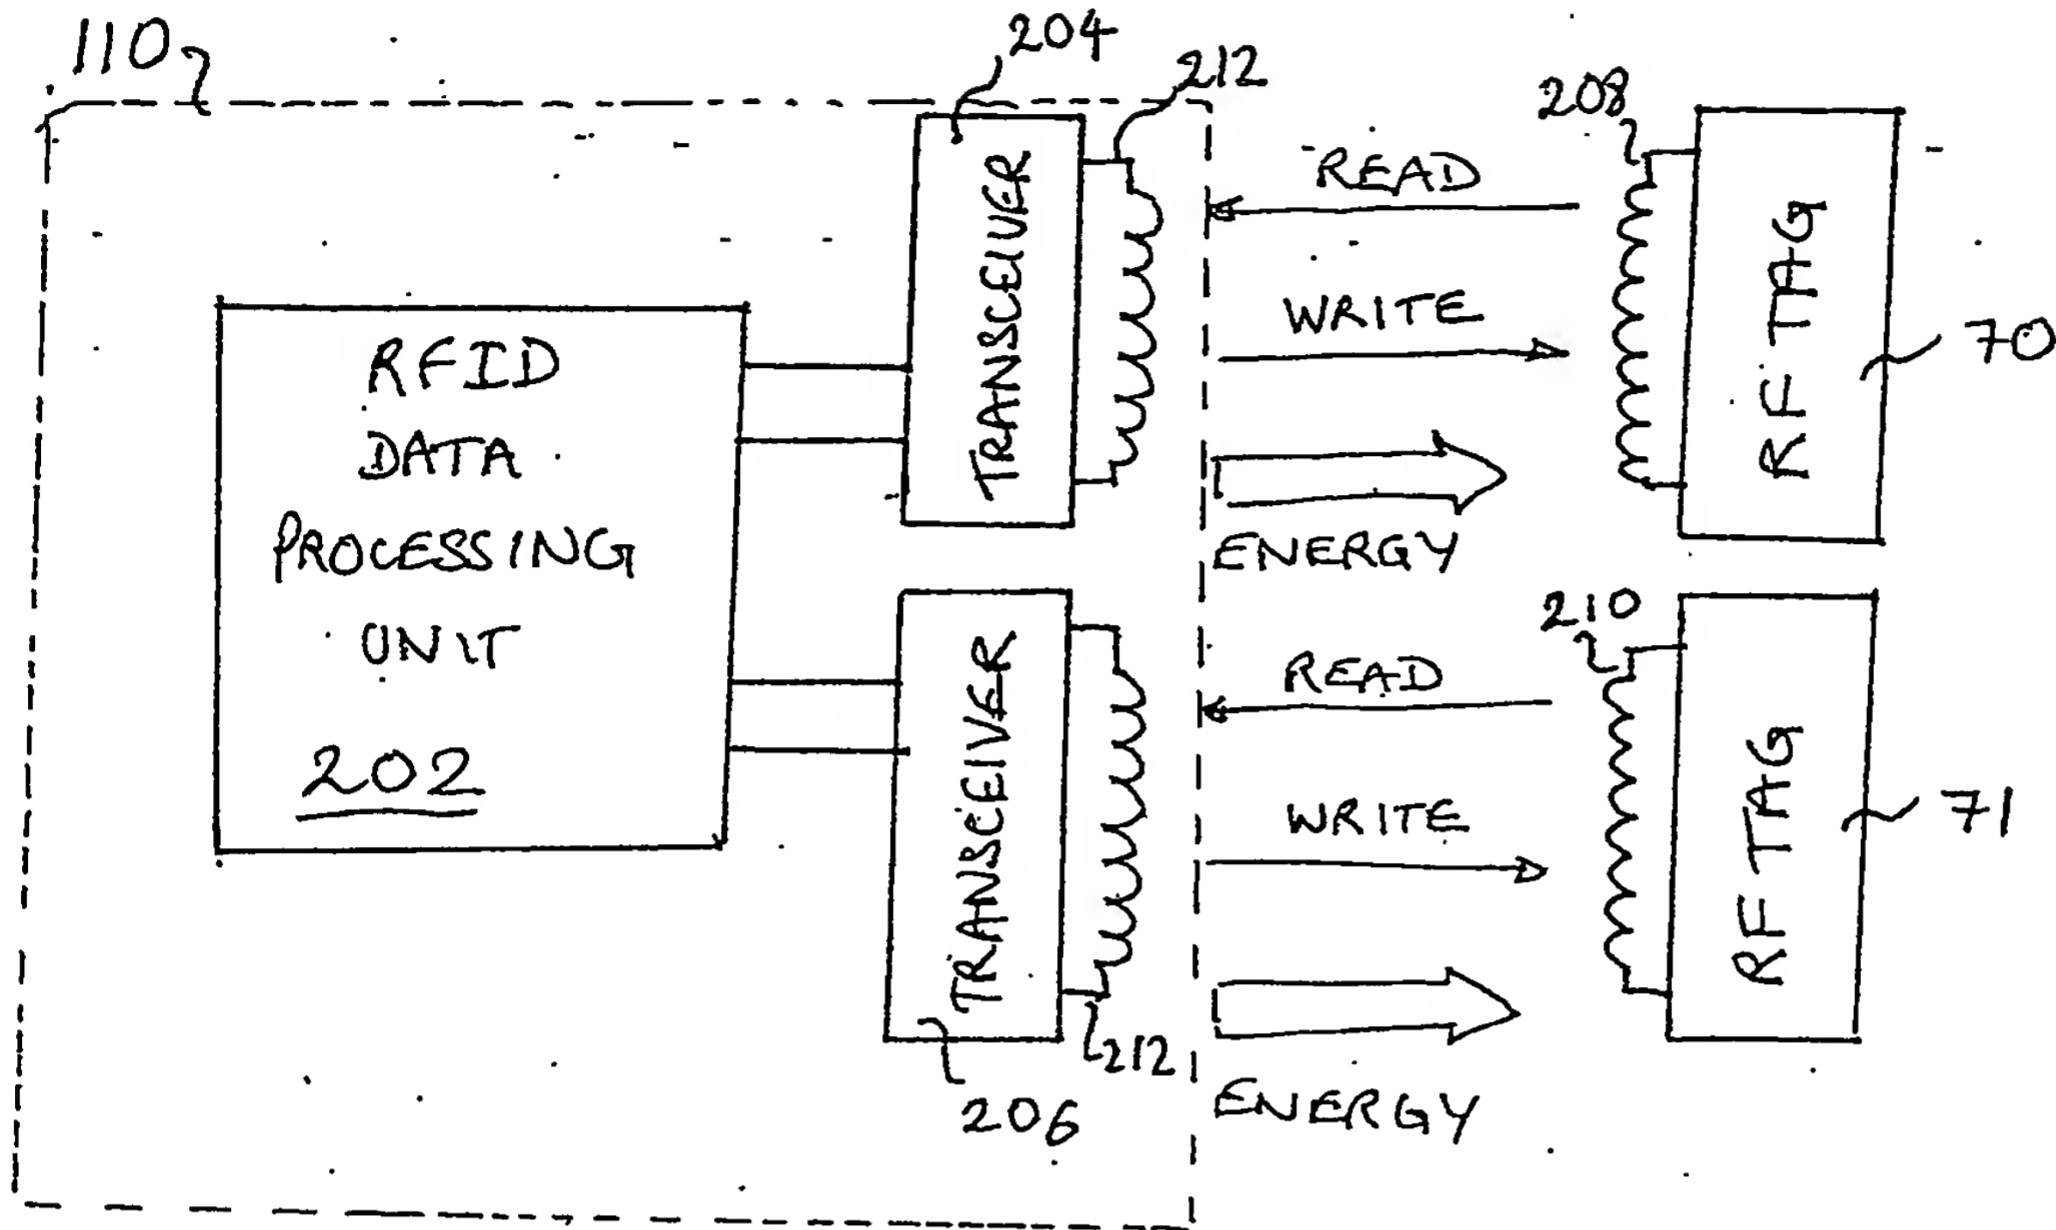 110
204
212
208
READ
WRITE
ENERGY
TRANSCEIVER
RF TAG
70
RFID
DATA
PROCESSING
UNIT
202
TRANSCEIVER
206
212
READ
WRITE
ENERGY
210
RF TAG
71